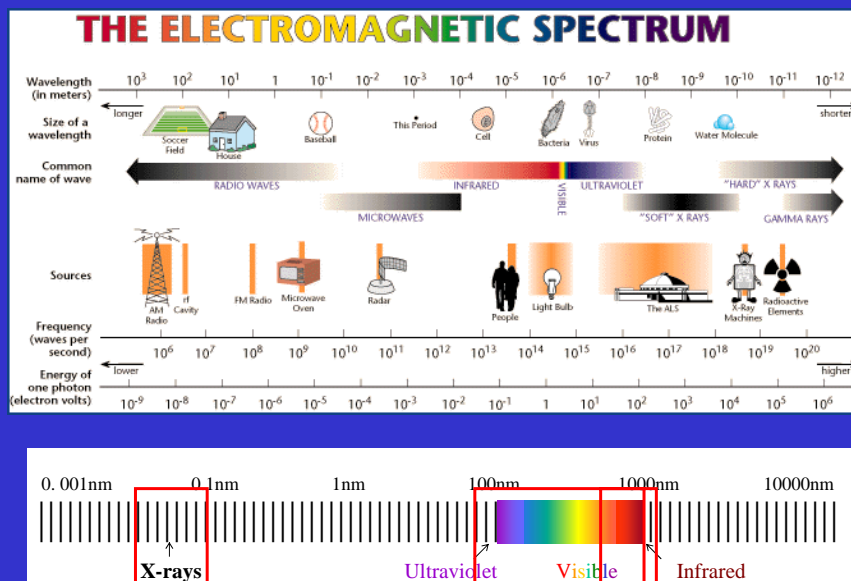 THE ELECTROMAGNETIC SPECTRUM
Wavelength (in meters)
10³ 10² 10¹ 1 10⁻¹ 10⁻² 10⁻³ 10⁻⁴ 10⁻⁵ 10⁻⁶ 10⁻⁷ 10⁻⁸ 10⁻⁹ 10⁻¹⁰ 10⁻¹¹ 10⁻¹²
longer shorter
Size of a wavelength
Soccer Field House Baseball This Period Cell Bacteria Virus Protein Water Molecule
Common name of wave
RADIO WAVES INFRARED VISIBLE ULTRAVIOLET "HARD" X RAYS
MICROWAVES "SOFT" X RAYS GAMMA RAYS
Sources
AM Radio rf Cavity FM Radio Microwave Oven Radar People Light Bulb The ALS X-Ray Machines Radioactive Elements
Frequency (waves per second)
10⁶ 10⁷ 10⁸ 10⁹ 10¹⁰ 10¹¹ 10¹² 10¹³ 10¹⁴ 10¹⁵ 10¹⁶ 10¹⁷ 10¹⁸ 10¹⁹ 10²⁰
lower higher
Energy of one photon (electron volts)
10⁻⁹ 10⁻⁸ 10⁻⁷ 10⁻⁶ 10⁻⁵ 10⁻⁴ 10⁻³ 10⁻² 10⁻¹ 1 10¹ 10² 10³ 10⁴ 10⁵ 10⁶
0. 001nm 0.1nm 1nm 100nm 1000nm 10000nm
X-rays Ultraviolet Visible Infrared